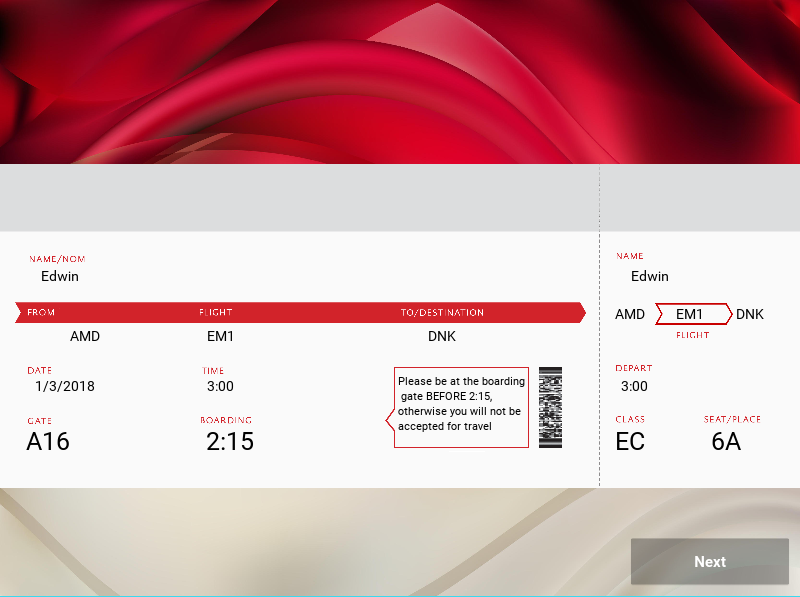 NAME/NOM
Edwin
FROM FLIGHT TO/DESTINATION
AMD EM1 DNK
DATE TIME
1/3/2018 3:00
GATE BOARDING
A16 2:15
Please be at the boarding
gate BEFORE 2:15,
otherwise you will not be
accepted for travel
NAME
Edwin
AMD EM1 DNK
FLIGHT
DEPART
3:00
CLASS SEAT/PLACE
EC 6A
Next